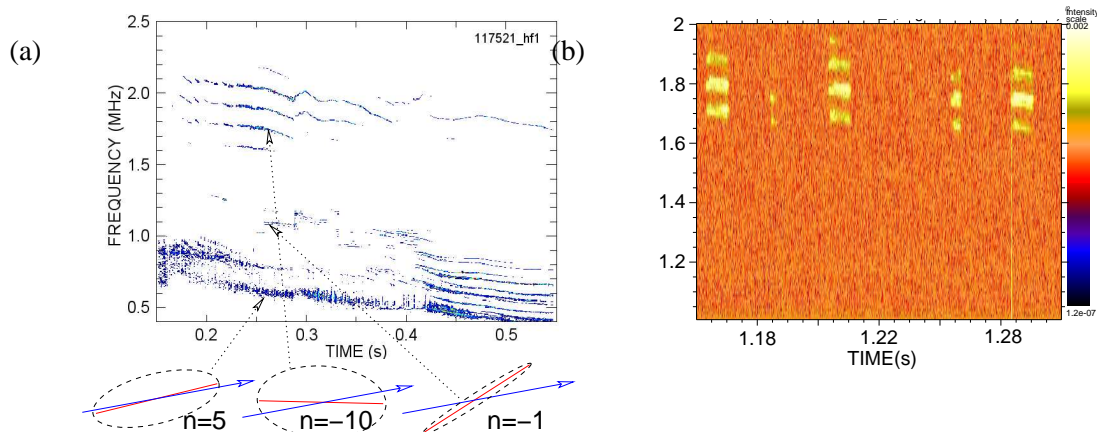 (a)
2.5
2.0
1.5
1.0
0.5
FREQUENCY (MHz)
117521_hf1
0.2
0.3
0.4
0.5
TIME (s)
n=5
n=−10
n=−1
(b)
2
1.8
1.6
1.4
1.2
1.18
1.22
1.28
TIME(s)
Intensity
scale
0.002
1.2e-07